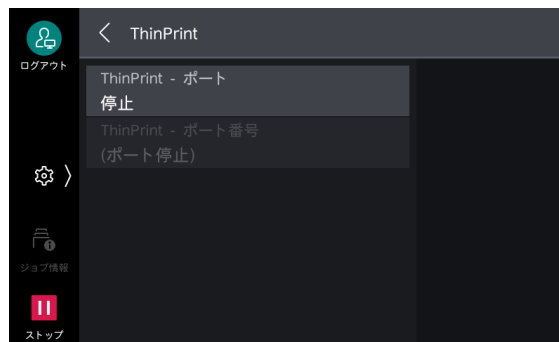 ThinPrint
ログアウト
ThinPrint - ポート
停止
ThinPrint - ポート番号
(ポート停止)
ジョブ情報
ストップ